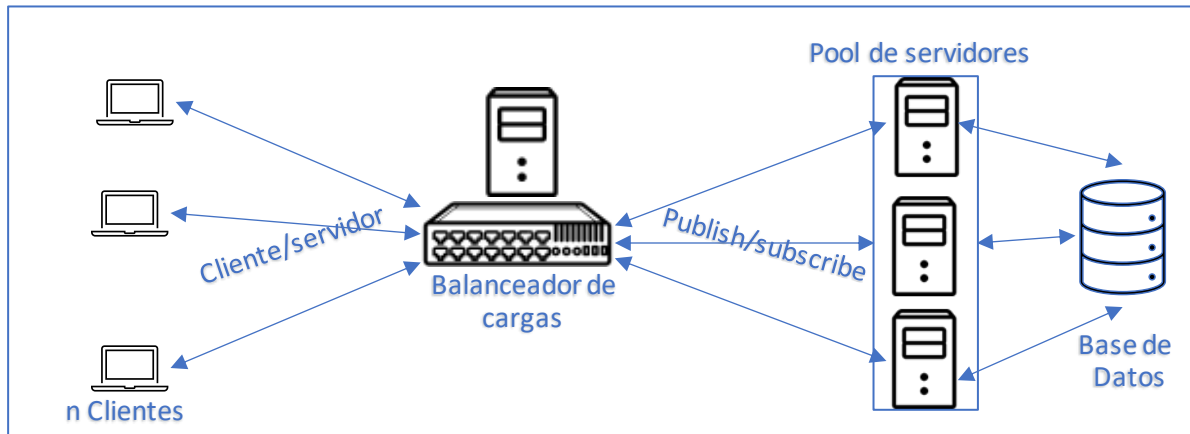 Pool de servidores
Cliente/servidor
Publish/subscribe
Balanceador de
cargas
Base de
Datos
n Clientes